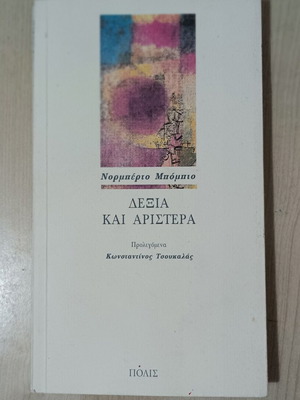 Νορμπέρτο Μπόμπιο
ΔΕΞΙΑ
ΚΑΙ ΑΡΙΣΤΕΡΑ
Προλεγόμενα
Κωνσταντίνος Τσουκαλάς
ΠΟΛΙΣ